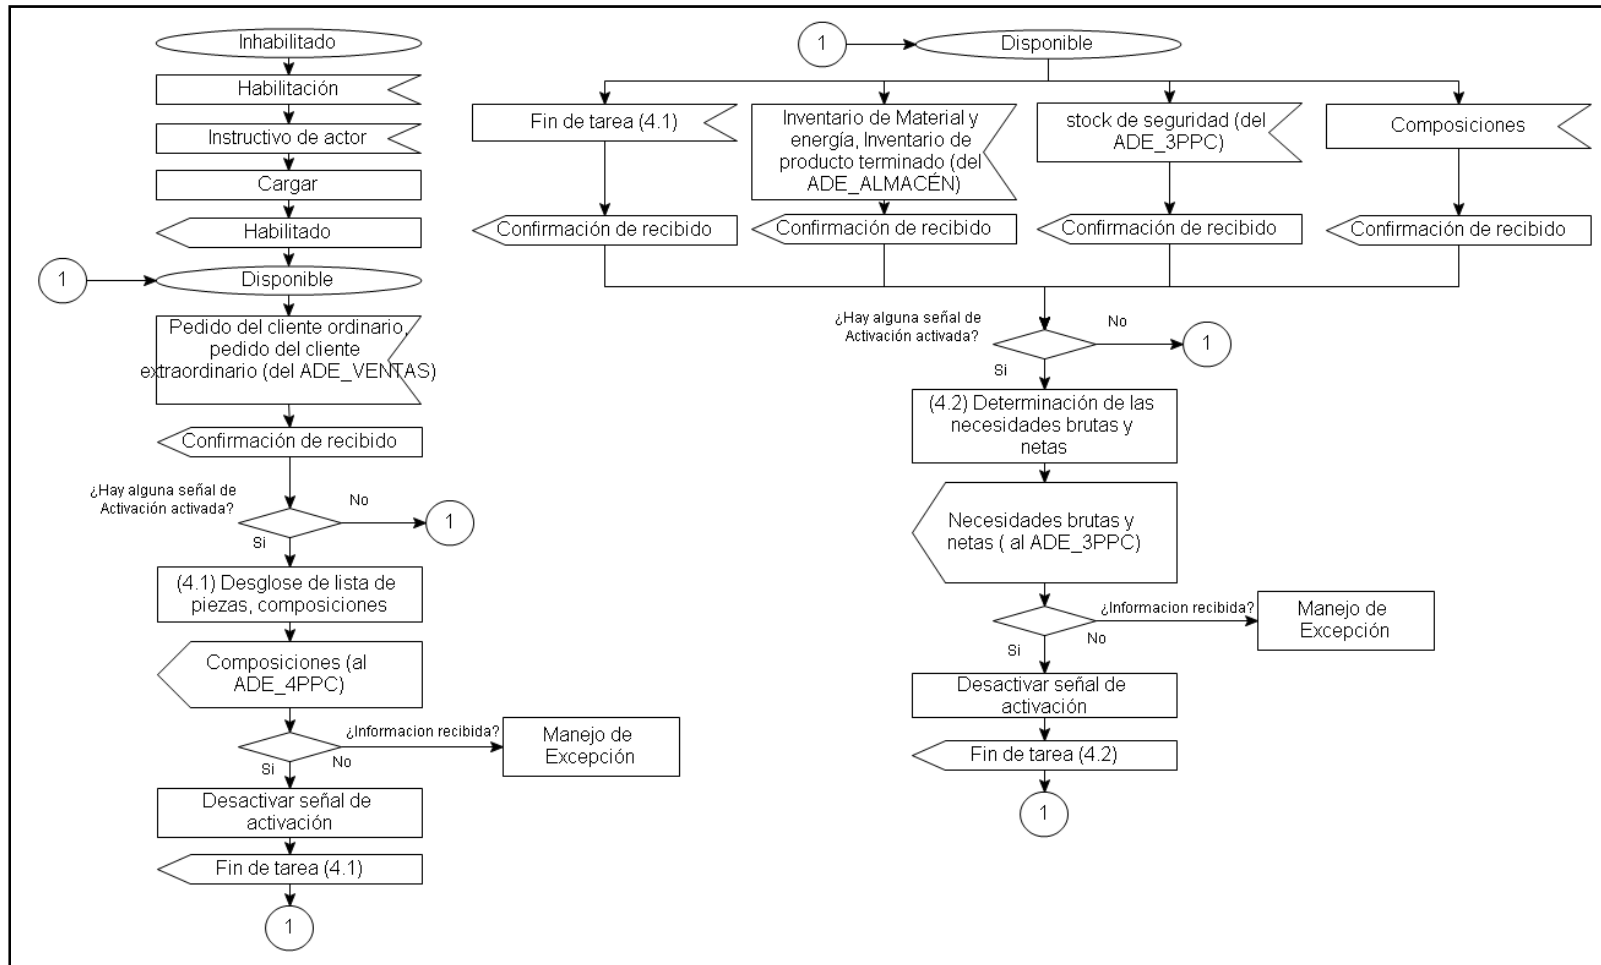 Inhabilitado
Habilitación
Instructivo de actor
Cargar
Habilitado
1
Disponible
Pedido del cliente ordinario,
pedido del cliente
extraordinario (del ADE_VENTAS)
Confirmación de recibido
¿Hay alguna señal de
Activación activada?
No
1
Si
(4.1) Desglose de lista de
piezas, composiciones
Composiciones (al
ADE_4PPC)
¿Informacion recibida?
No
Si
Manejo de
Excepción
Desactivar señal de
activación
Fin de tarea (4.1)
1
1
Disponible
Fin de tarea (4.1)
Inventario de Material y
energía, Inventario de
producto terminado (del
ADE_ALMACÉN)
stock de seguridad (del
ADE_3PPC)
Composiciones
Confirmación de recibido
Confirmación de recibido
Confirmación de recibido
Confirmación de recibido
¿Hay alguna señal de
Activación activada?
No
1
Si
(4.2) Determinación de las
necesidades brutas y
netas
Necesidades brutas y
netas ( al ADE_3PPC)
¿Informacion recibida?
No
Si
Manejo de
Excepción
Desactivar señal de
activación
Fin de tarea (4.2)
1